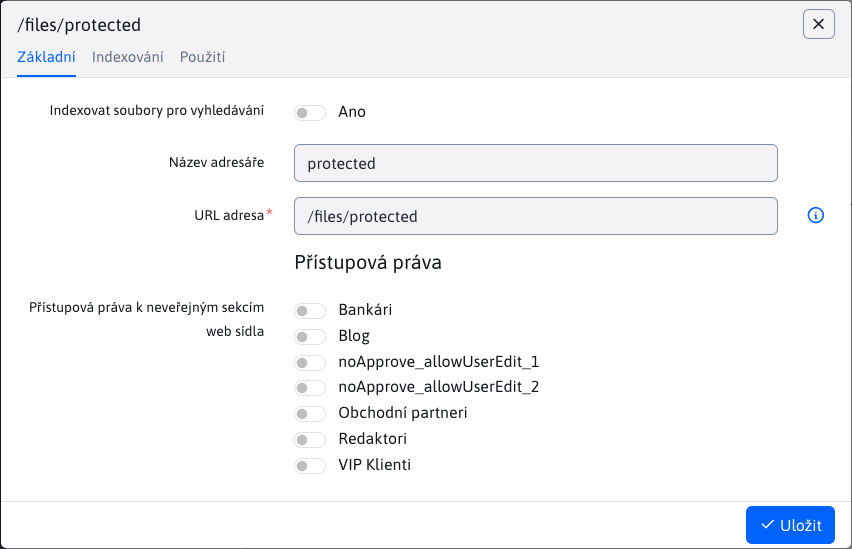 /files/protected
Základní Indexování Použití
Indexovat soubory pro vyhledávání Ano
Název adresáře protected
URL adresa* /files/protected
Přístupová práva
Přístupová práva k neveřejným sekcím
web sídla
Bankári
Blog
noApprove_allowUserEdit_1
noApprove_allowUserEdit_2
Obchodní partneri
Redaktori
VIP Klienti
Uložit